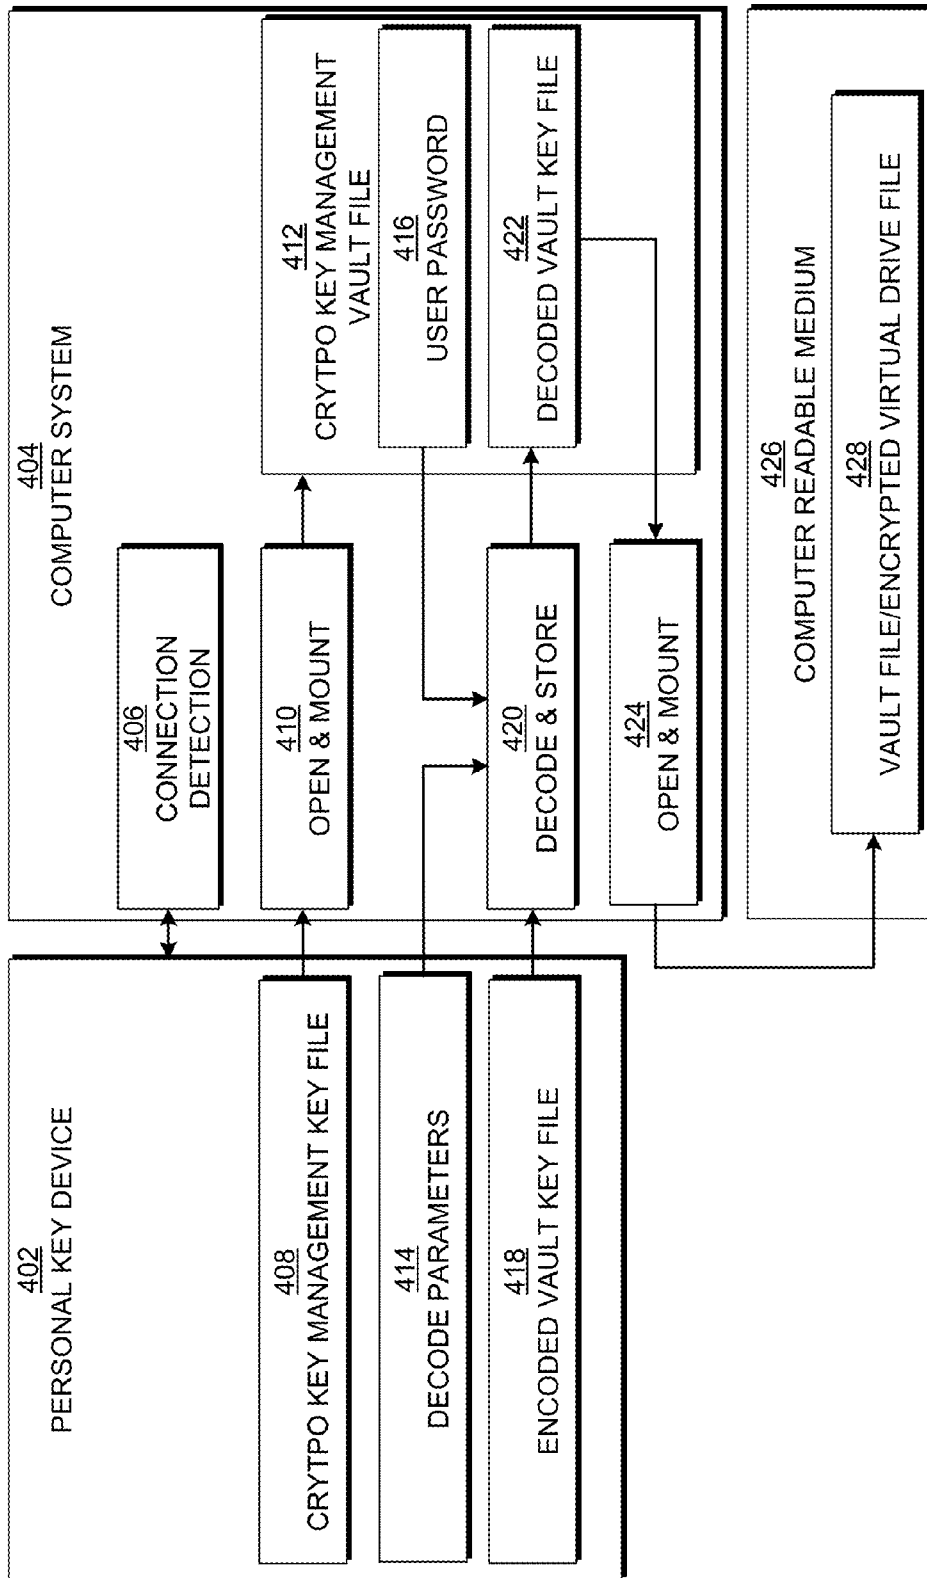 402
PERSONAL KEY DEVICE
408
CRYTPO KEY MANAGEMENT KEY FILE
414
DECODE PARAMETERS
418
ENCODED VAULT KEY FILE
404
COMPUTER SYSTEM
406
CONNECTION
DETECTION
410
OPEN & MOUNT
412
CRYTPO KEY MANAGEMENT
VAULT FILE
416
USER PASSWORD
420
DECODE & STORE
422
DECODED VAULT KEY FILE
424
OPEN & MOUNT
426
COMPUTER READABLE MEDIUM
428
VAULT FILE/ENCRYPTED VIRTUAL DRIVE FILE